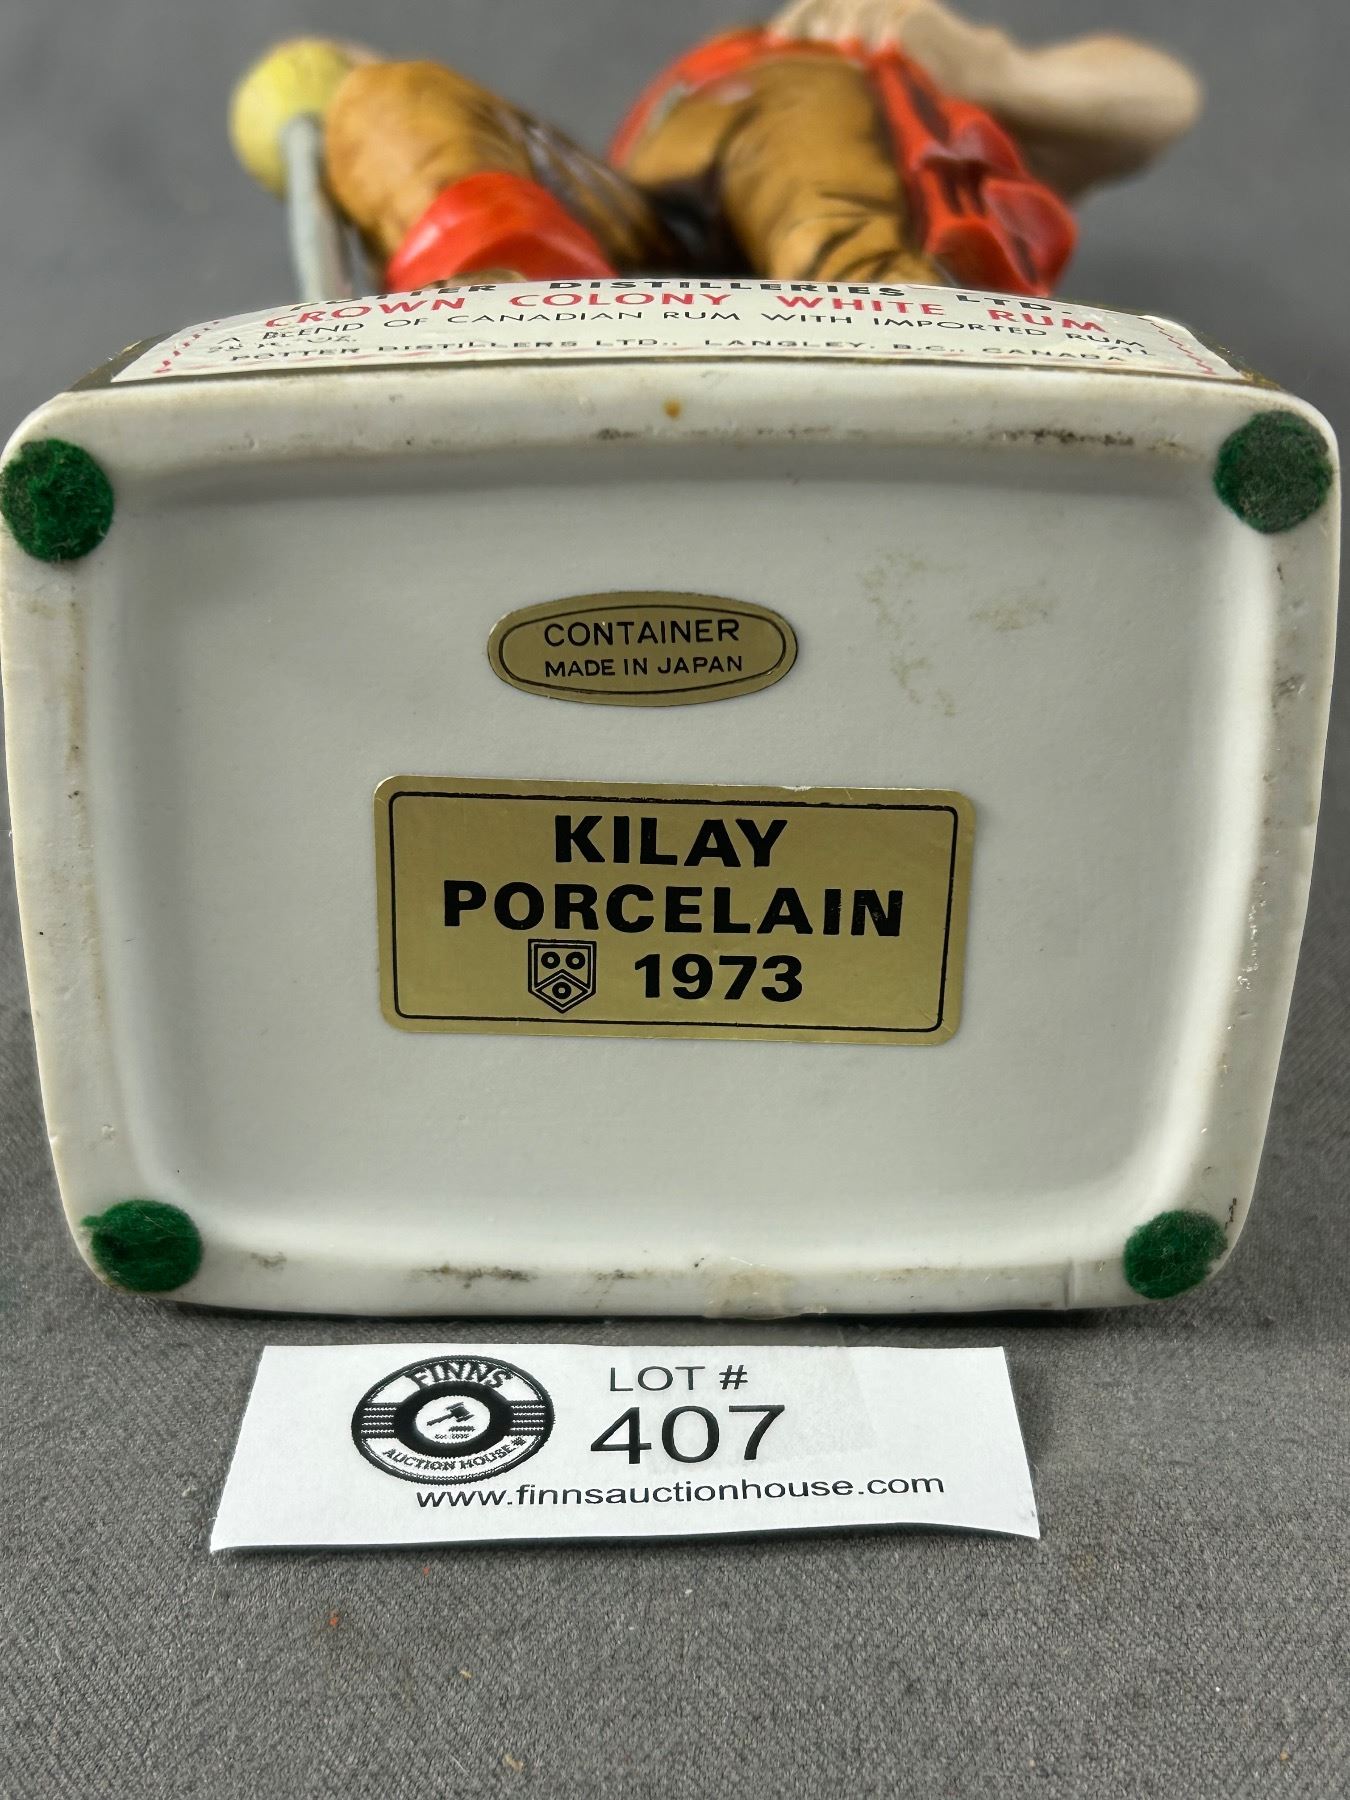 POTTER DISTILLERIES LTD.
CROWN COLONY WHITE RUM
A BLEND OF CANADIAN RUM WITH IMPORTED RUM
POTTER DISTILLERS LTD., LANGLEY, B.C., CANADA
CONTAINER
MADE IN JAPAN
KILAY
PORCELAIN
1973
FINNS
AUCTION HOUSE
LOT #
407
www.finnsauctionhouse.com